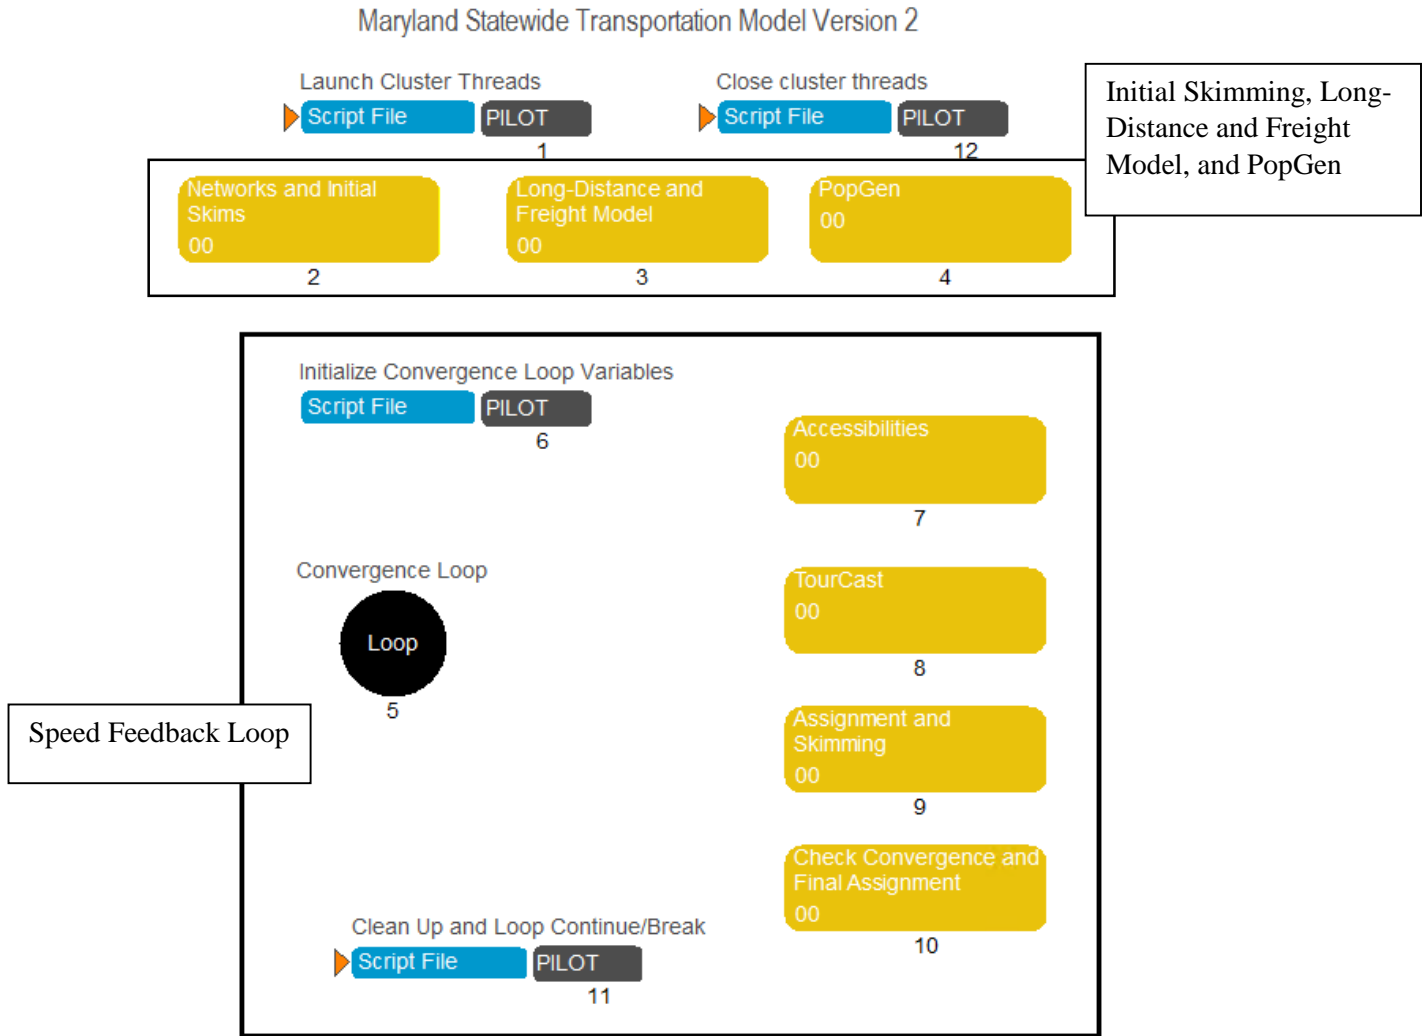 Maryland Statewide Transportation Model Version 2
Launch Cluster Threads
Script File PILOT
1
Close cluster threads
Script File PILOT
12
Initial Skimming, Long-
Distance and Freight
Model, and PopGen
Networks and Initial
Skims
00
2
Long-Distance and
Freight Model
00
3
PopGen
00
4
Initialize Convergence Loop Variables
Script File PILOT
6
Accessibilities
00
7
Convergence Loop
Loop
5
TourCast
00
8
Speed Feedback Loop
Assignment and
Skimming
00
9
Check Convergence and
Final Assignment
00
10
Clean Up and Loop Continue/Break
Script File PILOT
11